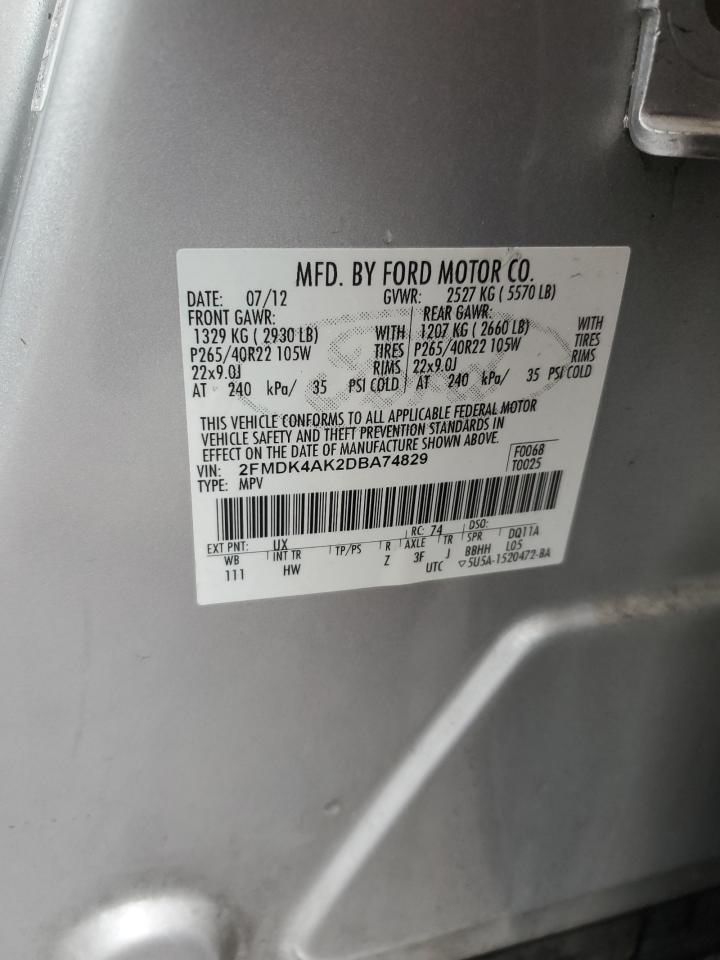 MFD. BY FORD MOTOR CO.
DATE: 07/12 GVWR: 2527 KG ( 5570 LB)
FRONT GAWR: REAR GAWR:
1329 KG ( 2930 LB) WITH 1207 KG ( 2660 LB) WITH
P265/40R22 105W TIRES P265/40R22 105W TIRES
22x9.0J RIMS 22x9.0J RIMS
AT 240 kPa/ 35 PSI COLD AT 240 kPa/ 35 PSI COLD
THIS VEHICLE CONFORMS TO ALL APPLICABLE FEDERAL MOTOR
VEHICLE SAFETY AND THEFT PREVENTION STANDARDS IN
EFFECT ON THE DATE OF MANUFACTURE SHOWN ABOVE.
VIN: 2FMDK4AK2DBA74829 F0068
TYPE: MPV T0025
EXT PNT: UX RC: 74 DSO: DQ11A
WB INT TR TP/PS R AXLE TR SPR L05
111 HW Z 3F J BBHH
UTC ▽5U5A-1520472-BA